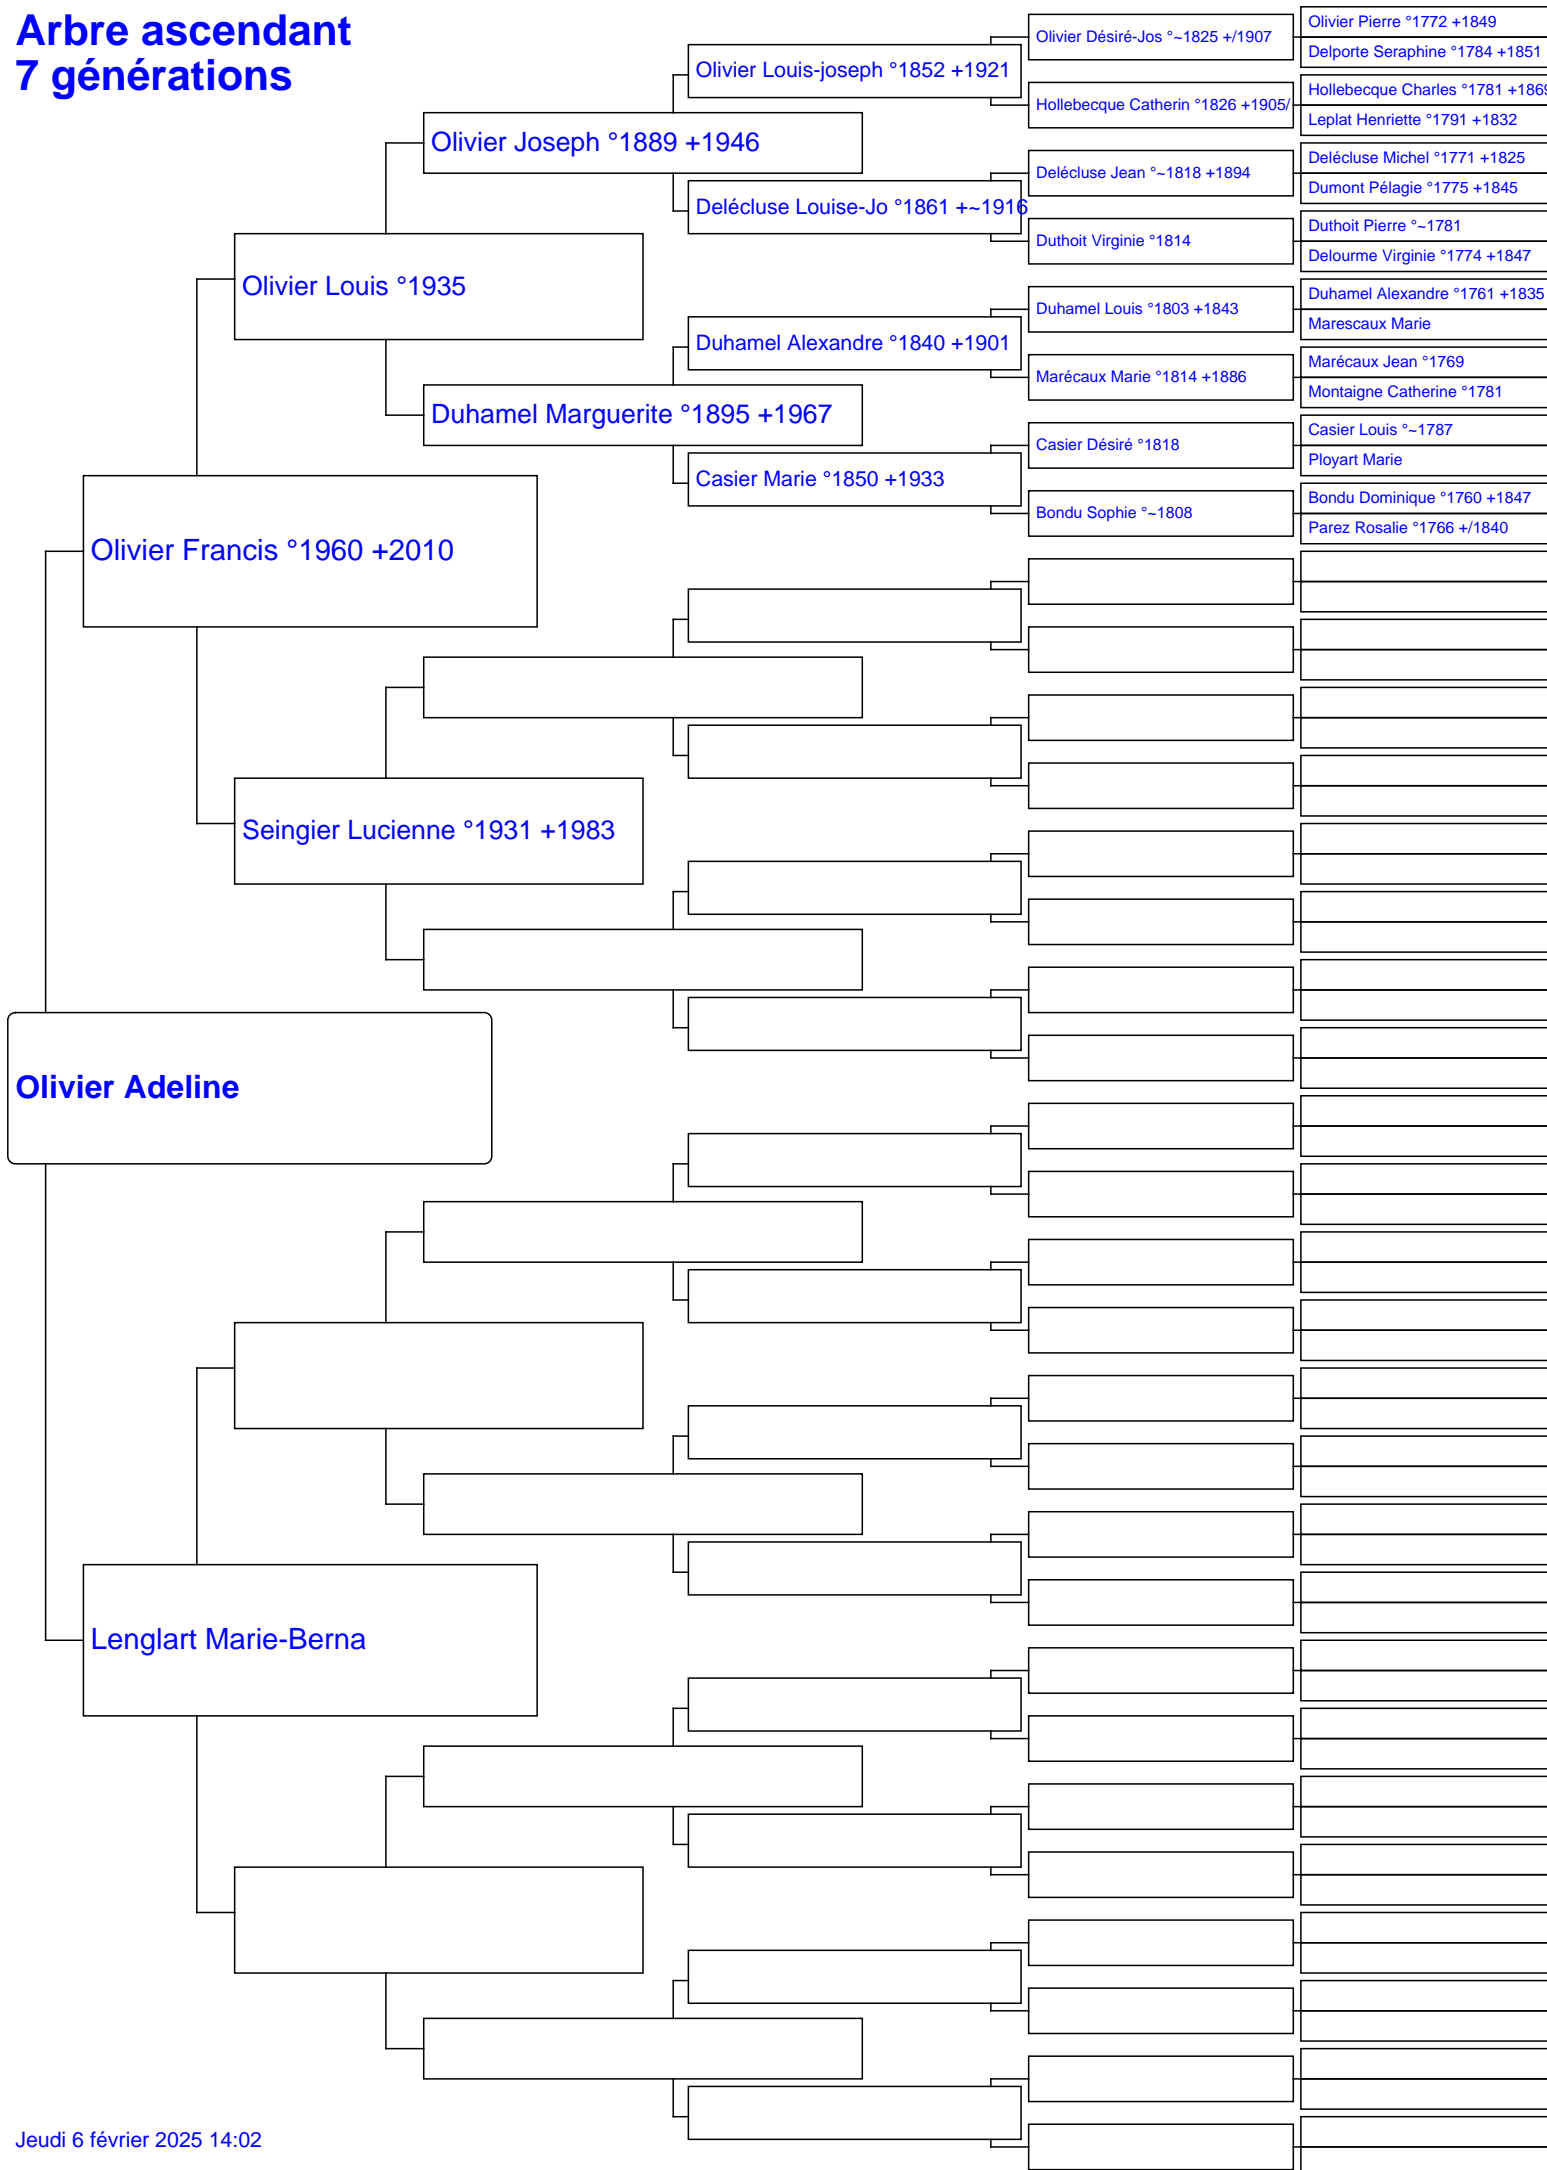 Arbre ascendant
7 générations
Olivier Adeline
Olivier Francis °1960 +2010
Lenglart Marie-Berna
Olivier Louis °1935
Seingier Lucienne °1931 +1983
Olivier Joseph °1889 +1946
Duhamel Marguerite °1895 +1967
Olivier Louis-joseph °1852 +1921
Delécluse Louise-Jo °1861 +~1916
Duhamel Alexandre °1840 +1901
Casier Marie °1850 +1933
Olivier Désiré-Jos °~1825 +/1907
Hollebecque Catherin °1826 +1905/
Delécluse Jean °~1818 +1894
Duthoit Virginie °1814
Duhamel Louis °1803 +1843
Marécaux Marie °1814 +1886
Casier Désiré °1818
Bondu Sophie °~1808
Olivier Pierre °1772 +1849
Delporte Seraphine °1784 +1851
Hollebecque Charles °1781 +1869
Leplat Henriette °1791 +1832
Delécluse Michel °1771 +1825
Dumont Pélagie °1775 +1845
Duthoit Pierre °~1781
Delourme Virginie °1774 +1847
Duhamel Alexandre °1761 +1835
Marescaux Marie
Marécaux Jean °1769
Montaigne Catherine °1781
Casier Louis °~1787
Ployart Marie
Bondu Dominique °1760 +1847
Parez Rosalie °1766 +/1840
Jeudi 6 février 2025 14:02